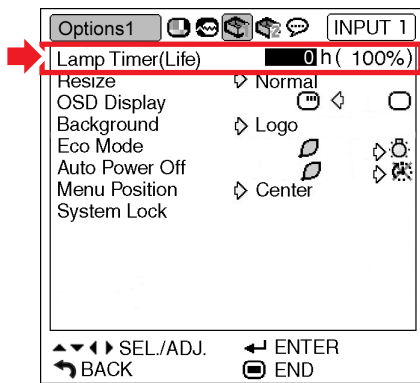 Options1 INPUT 1
Lamp Timer(Life) 0 h( 100%)
Resize Normal
OSD Display
Background Logo
Eco Mode
Auto Power Off
Menu Position Center
System Lock
SEL./ADJ. ENTER
BACK END